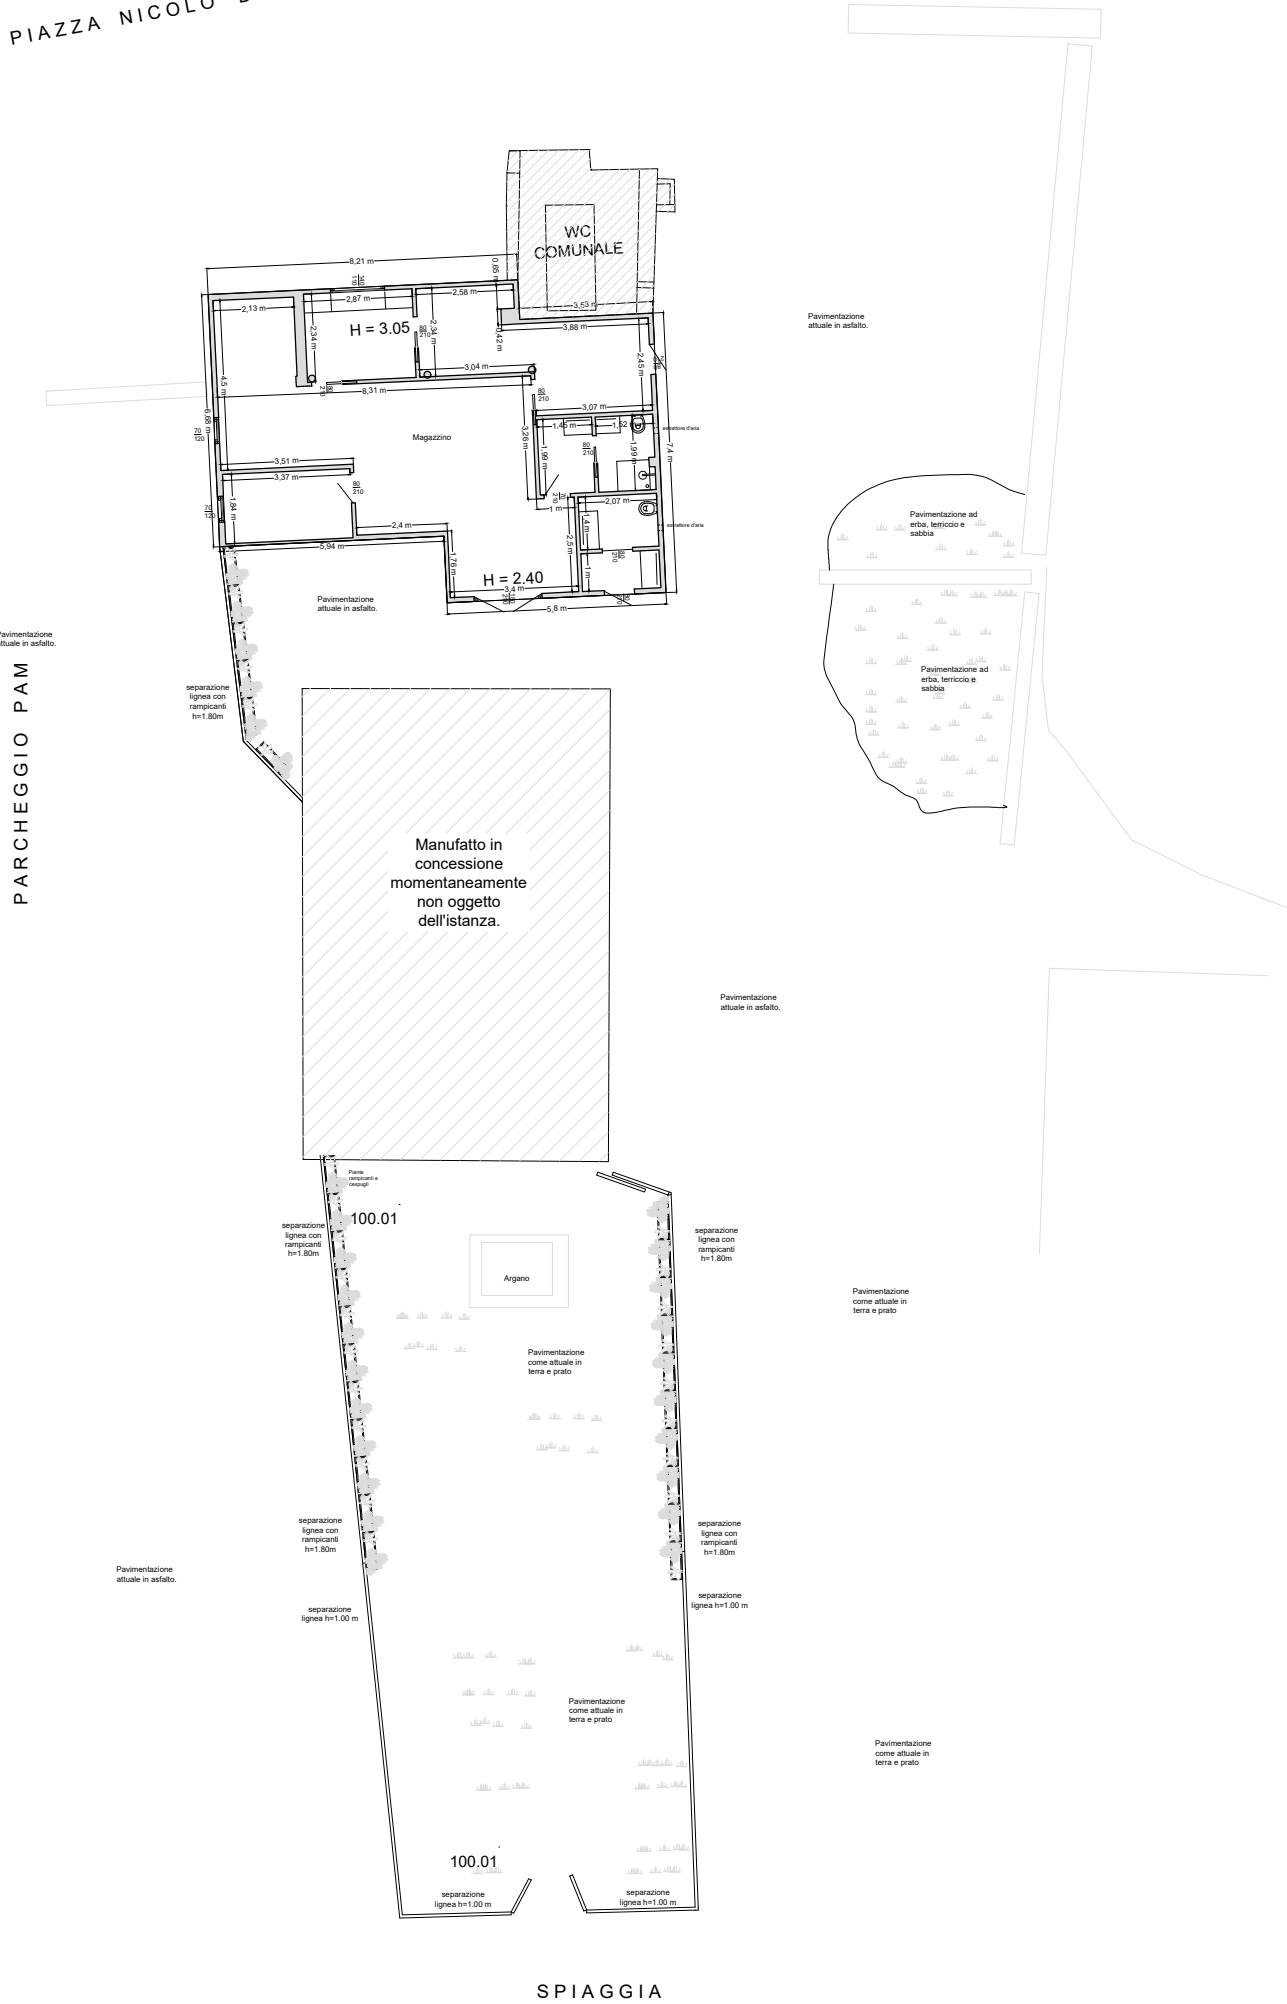 PIAZZA NICOLO
WC
COMUNALE
8,21 m
0,65 m
2,87 m
2,58 m
3,53
2,13 m
H = 3.05
3,88 m
2,34 m
80
210
2,34 m
0,42 m
2,45 m
3,04 m
8,31 m
80
210
4,5 m
3,07 m
6,68 m
Magazzino
3,26 m
1,45 m
1,52
estrattore d'aria
70
120
80
210
1,99 m
1,99 m
7,4 m
3,51 m
3,37 m
80
210
1,84 m
70
120
1 m
2,07 m
1,4 m
estrattore d'aria
2,4 m
5,94 m
1,76 m
2,5 m
80
210
1 m
H = 2.40
3,4 m
5,8 m
Pavimentazione
attuale in asfalto.
Pavimentazione
attuale in asfalto.
Pavimentazione ad
erba, terriccio e
sabbia
Pavimentazione ad
erba, terriccio e
sabbia
Pavimentazione
attuale in asfalto.
PARCHEGGIO PAM
separazione
lignea con
rampicanti
h=1.80m
Manufatto in
concessione
momentaneamente
non oggetto
dell'istanza.
Pavimentazione
attuale in asfalto.
Piante
rampicanti e
cespugli
100.01
separazione
lignea con
rampicanti
h=1.80m
separazione
lignea con
rampicanti
h=1.80m
Argano
Pavimentazione
come attuale in
terra e prato
Pavimentazione
come attuale in
terra e prato
separazione
lignea con
rampicanti
h=1.80m
separazione
lignea con
rampicanti
h=1.80m
Pavimentazione
attuale in asfalto.
separazione
lignea h=1.00 m
separazione
lignea h=1.00 m
Pavimentazione
come attuale in
terra e prato
Pavimentazione
come attuale in
terra e prato
100.01
separazione
lignea h=1.00 m
separazione
lignea h=1.00 m
SPIAGGIA